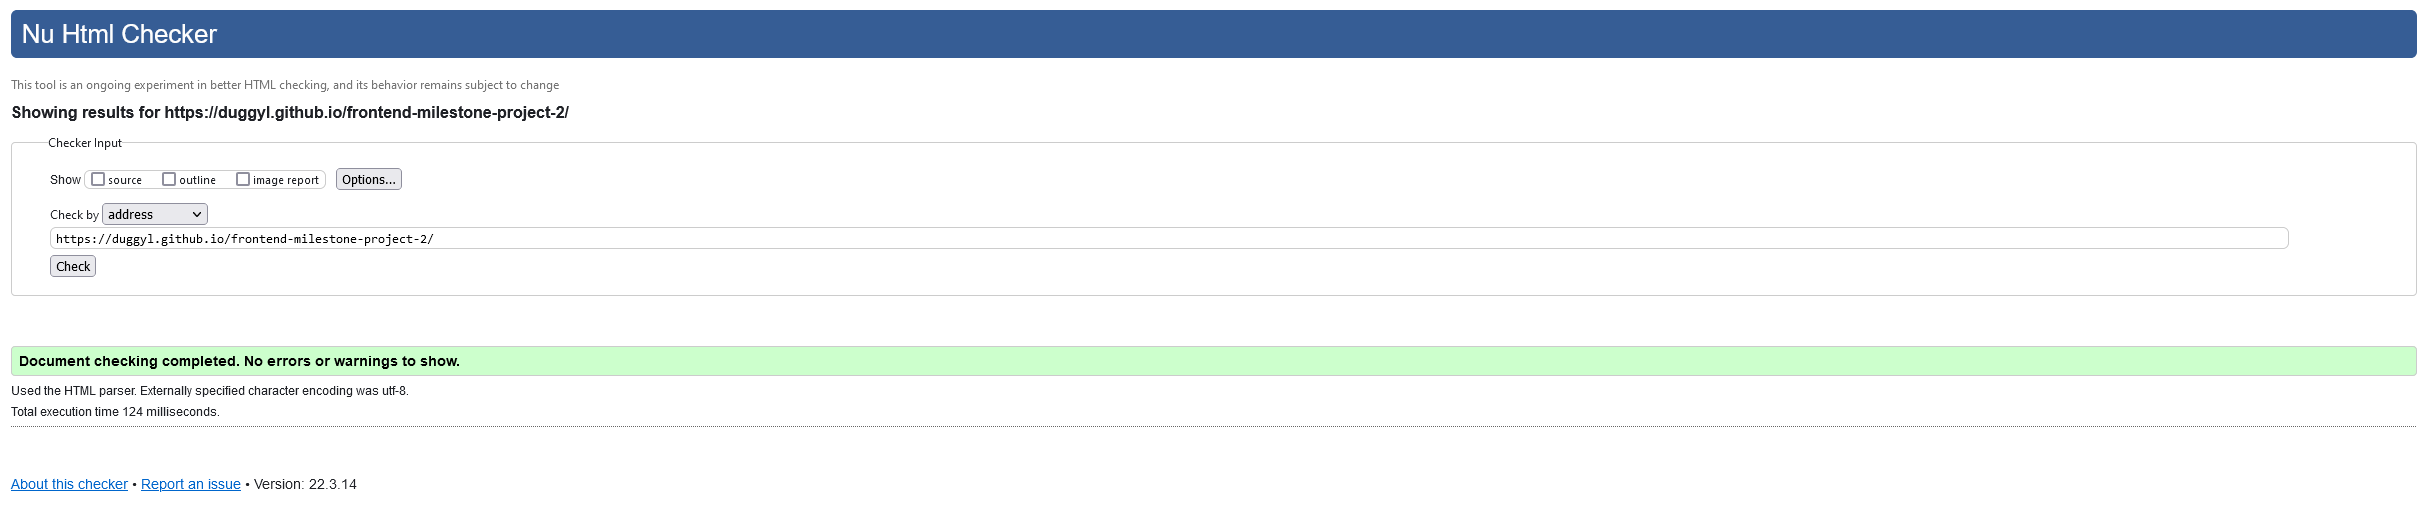 Nu Html Checker
This tool is an ongoing experiment in better HTML checking, and its behavior remains subject to change
Showing results for https://duggyl.github.io/frontend-milestone-project-2/
Checker Input
Show source outline image report Options...
Check by address
https://duggyl.github.io/frontend-milestone-project-2/
Check
Document checking completed. No errors or warnings to show.
Used the HTML parser. Externally specified character encoding was utf-8.
Total execution time 124 milliseconds.
About this checker • Report an issue • Version: 22.3.14